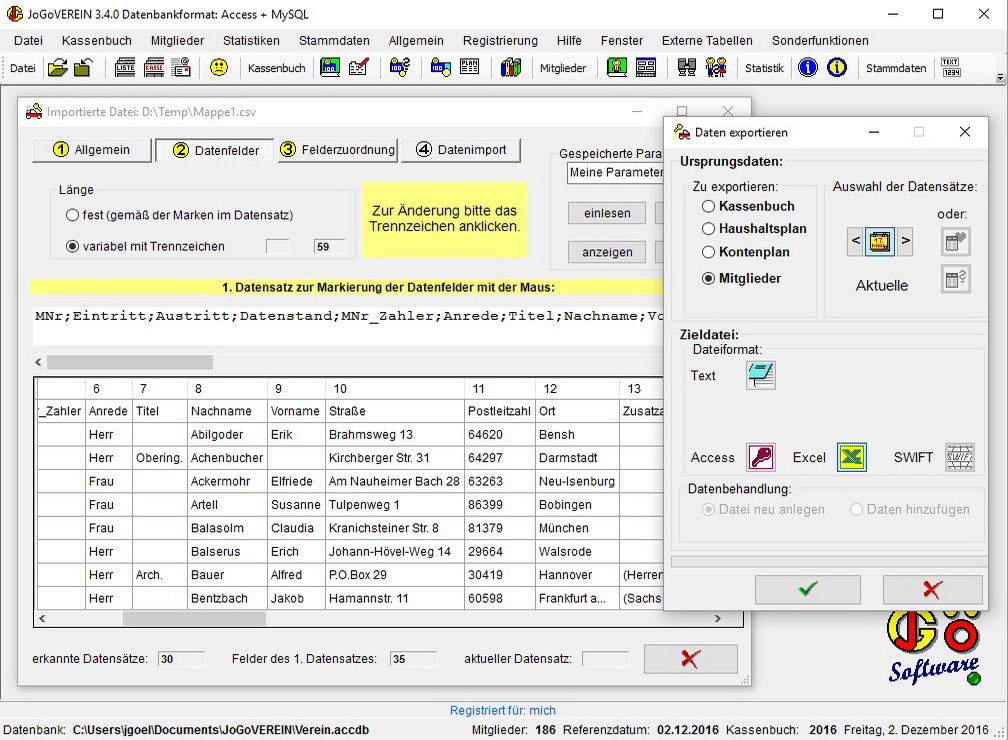 JoGoVEREIN 3.4.0 Datenbankformat: Access + MySQL
Datei Kassenbuch Mitglieder Statistiken Stammdaten Allgemein Registrierung Hilfe Fenster Externe Tabellen Sonderfunktionen
Datei Kassenbuch Mitglieder Statistik Stammdaten
Importierte Datei: D:\Temp\Mappe1.csv
1 Allgemein 2 Datenfelder 3 Felderzuordnung 4 Datenimport
Länge
fest (gemäß der Marken im Datensatz)
variabel mit Trennzeichen 59
Zur Änderung bitte das
Trennzeichen anklicken.
Gespeicherte Para
Meine Parameter
einlesen
anzeigen
1. Datensatz zur Markierung der Datenfelder mit der Maus:
MNr;Eintritt;Austritt;Datenstand;MNr_Zahler;Anrede;Titel;Nachname;Vo
6 7 8 9 10 11 12 13
_Zahler Anrede Titel Nachname Vorname Straße Postleitzahl Ort Zusatza
Herr Abilgoder Erik Brahmsweg 13 64620 Bensh
Herr Obering. Achenbucher Kirchberger Str. 31 64297 Darmstadt
Frau Ackermohr Elfriede Am Nauheimer Bach 28 63263 Neu-Isenburg
Frau Artell Susanne Tulpenweg 1 86399 Bobingen
Frau Balasolm Claudia Kranichsteiner Str. 8 81379 München
Herr Balserus Erich Johann-Hövel-Weg 14 29664 Walsrode
Herr Arch. Bauer Alfred P.O.Box 29 30419 Hannover (Herren
Herr Bentzbach Jakob Hamannstr. 11 60598 Frankfurt a... (Sachs
erkannte Datensätze: 30 Felder des 1. Datensatzes: 35 aktueller Datensatz:
Daten exportieren
Ursprungsdaten:
Zu exportieren:
Kassenbuch
Haushaltsplan
Kontenplan
Mitglieder
Auswahl der Datensätze:
oder:
< >
Aktuelle
Zieldatei:
Dateiformat:
Text
Access Excel SWIFT
Datenbehandlung:
Datei neu anlegen Daten hinzufügen
JoGo
Software
Registriert für: mich
Datenbank: C:\Users\jgoel\Documents\JoGoVEREIN\Verein.accdb Mitglieder: 186 Referenzdatum: 02.12.2016 Kassenbuch: 2016 Freitag, 2. Dezember 2016